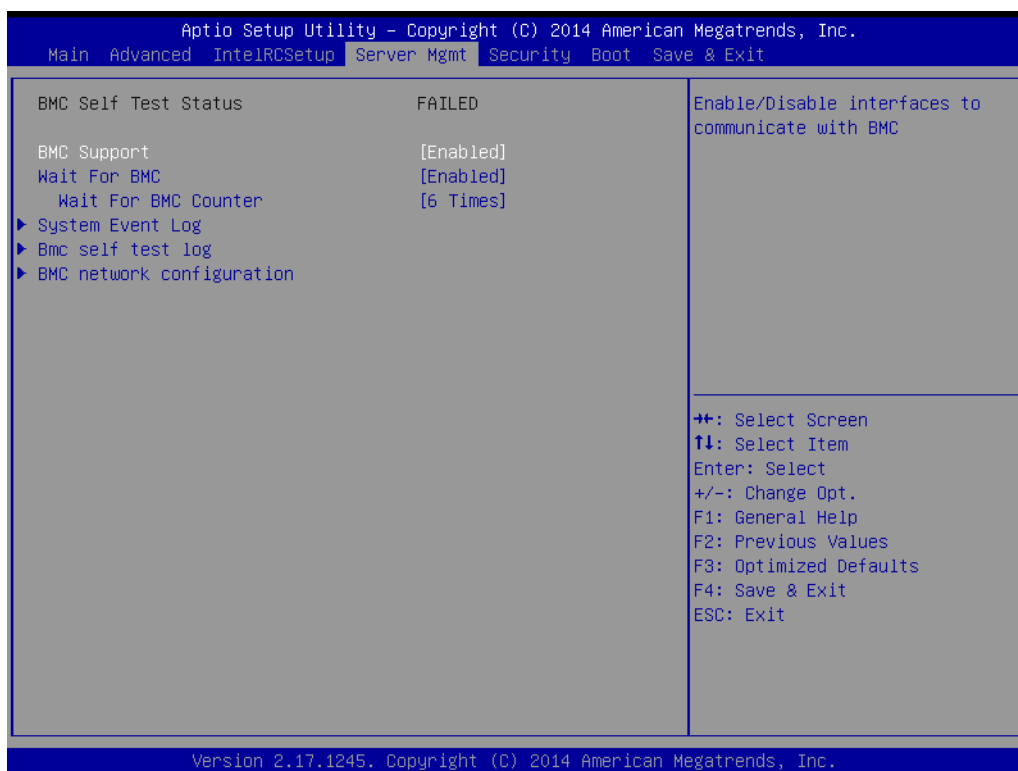 Aptio Setup Utility – Copyright (C) 2014 American Megatrends, Inc.
Main Advanced IntelRCSetup Server Mgmt Security Boot Save & Exit
BMC Self Test Status FAILED
BMC Support [Enabled]
Wait For BMC [Enabled]
Wait For BMC Counter [6 Times]
▶ System Event Log
▶ Bmc self test log
▶ BMC network configuration
Enable/Disable interfaces to
communicate with BMC
→←: Select Screen
↑↓: Select Item
Enter: Select
+/-: Change Opt.
F1: General Help
F2: Previous Values
F3: Optimized Defaults
F4: Save & Exit
ESC: Exit
Version 2.17.1245. Copyright (C) 2014 American Megatrends, Inc.